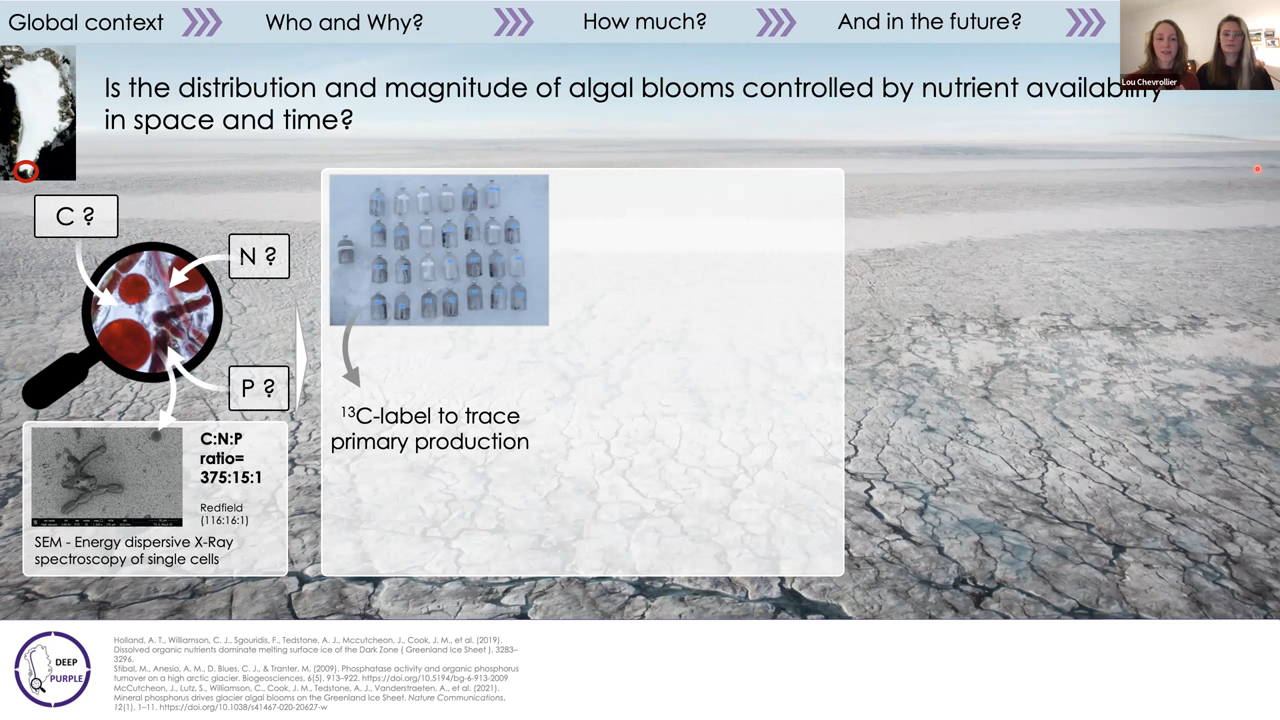 Global context
Who and Why?
How much?
And in the future?
Lou Chevrollier
Is the distribution and magnitude of algal blooms controlled by nutrient availability
in space and time?
C ?
N ?
P ?
C:N:P
ratio=
375:15:1
Redfield
(116:16:1)
SEM - Energy dispersive X-Ray
spectroscopy of single cells
¹³C-label to trace
primary production
DEEP
PURPLE
Holland, A. T., Williamson, C. J., Sgouridis, F., Tedstone, A. J., Mccutcheon, J., Cook, J. M., et al. (2019).
Dissolved organic nutrients dominate melting surface ice of the Dark Zone ( Greenland Ice Sheet ), 3283–
3296.
Stibal, M., Anesio, A. M., D. Blues, C. J., & Tranter, M. (2009). Phosphatase activity and organic phosphorus
turnover on a high arctic glacier. Biogeosciences, 6(5), 913–922. https://doi.org/10.5194/bg-6-913-2009
McCutcheon, J., Lutz, S., Williamson, C., Cook, J. M., Tedstone, A. J., Vanderstraeten, A., et al. (2021).
Mineral phosphorus drives glacier algal blooms on the Greenland Ice Sheet. Nature Communications,
12(1), 1–11. https://doi.org/10.1038/s41467-020-20627-w